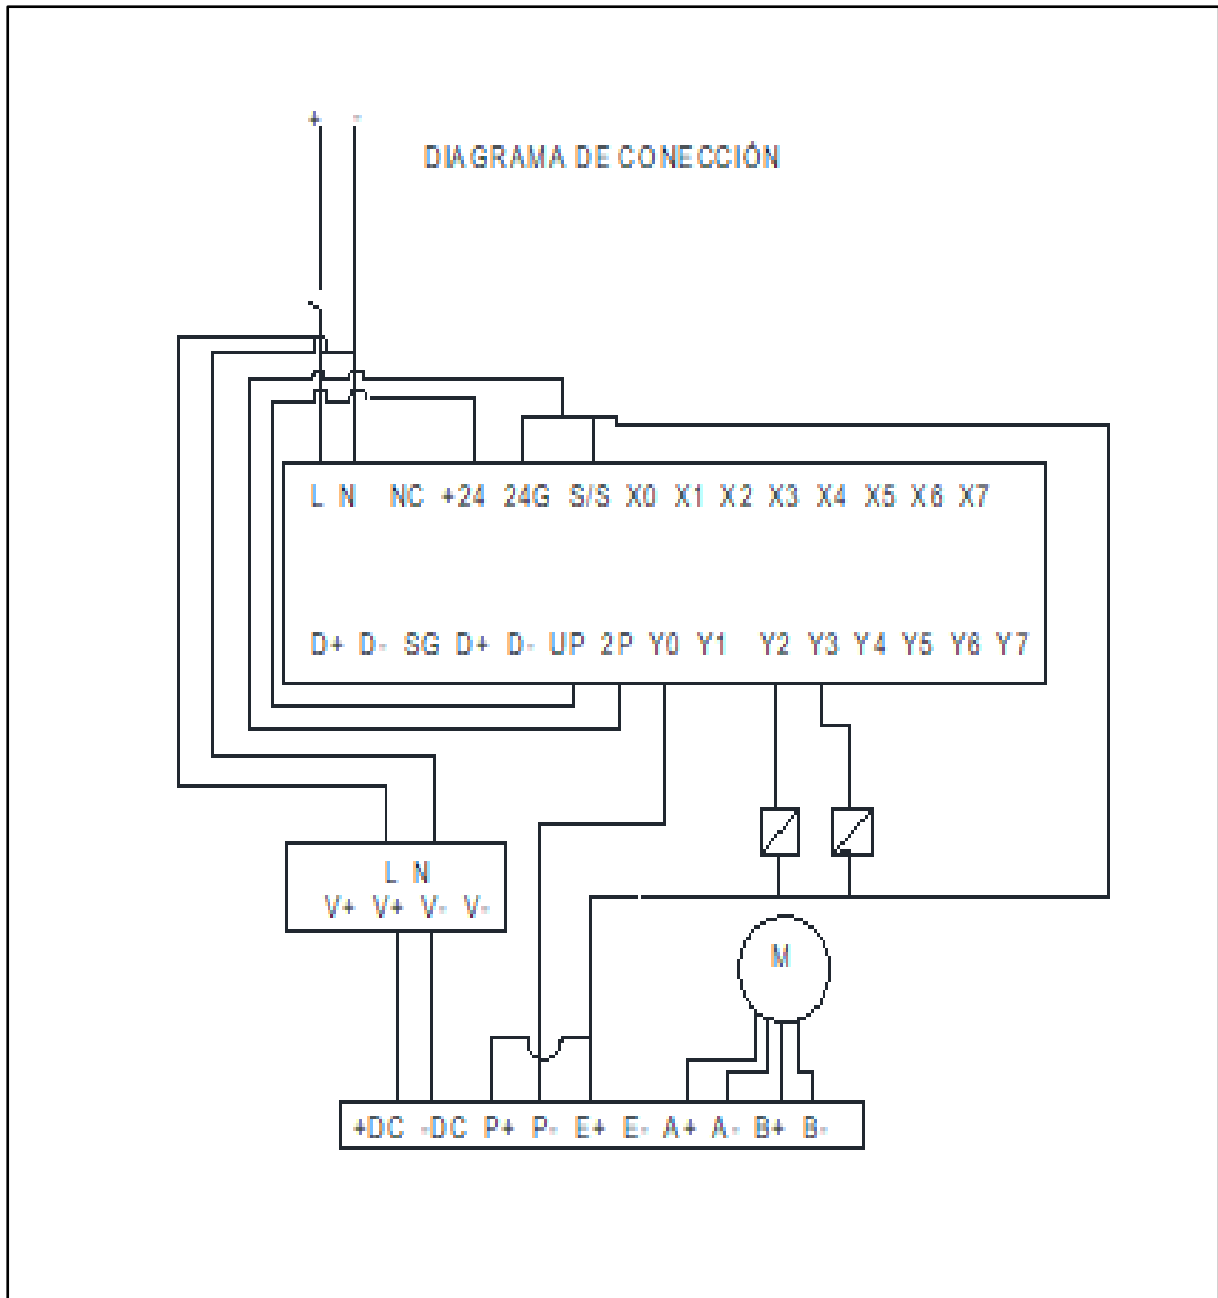 + -
DIAGRAMA DE CONECCIÓN
L N NC +24 24G S/S X0 X1 X2 X3 X4 X5 X6 X7
D+ D- SG D+ D- UP 2P Y0 Y1 Y2 Y3 Y4 Y5 Y6 Y7
L N
V+ V+ V- V-
M
+DC -DC P+ P- E+ E- A+ A- B+ B-